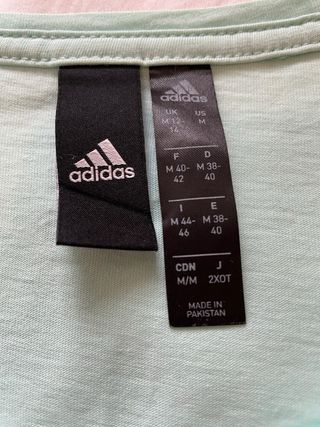 adidas
adidas
UK US
M 12- M
14
F D
M 40- M 38-
42 40
I E
M 44- M 38-
46 40
CDN J
M/M 2XOT
MADE IN
PAKISTAN